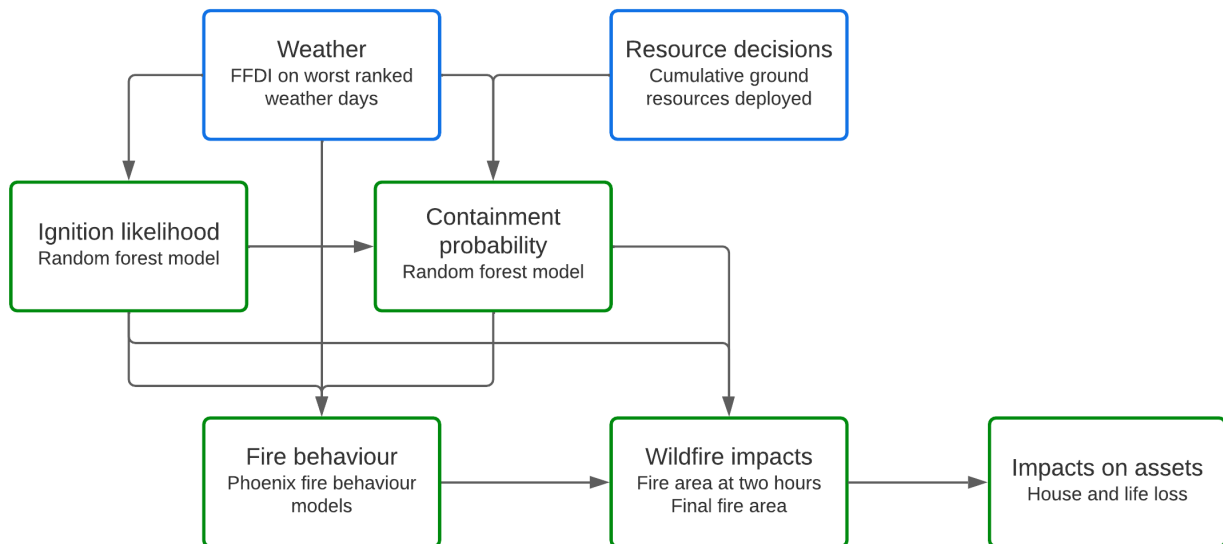 Weather
FFDI on worst ranked
weather days
Resource decisions
Cumulative ground
resources deployed
Ignition likelihood
Random forest model
Containment
probability
Random forest model
Fire behaviour
Phoenix fire behaviour
models
Wildfire impacts
Fire area at two hours
Final fire area
Impacts on assets
House and life loss